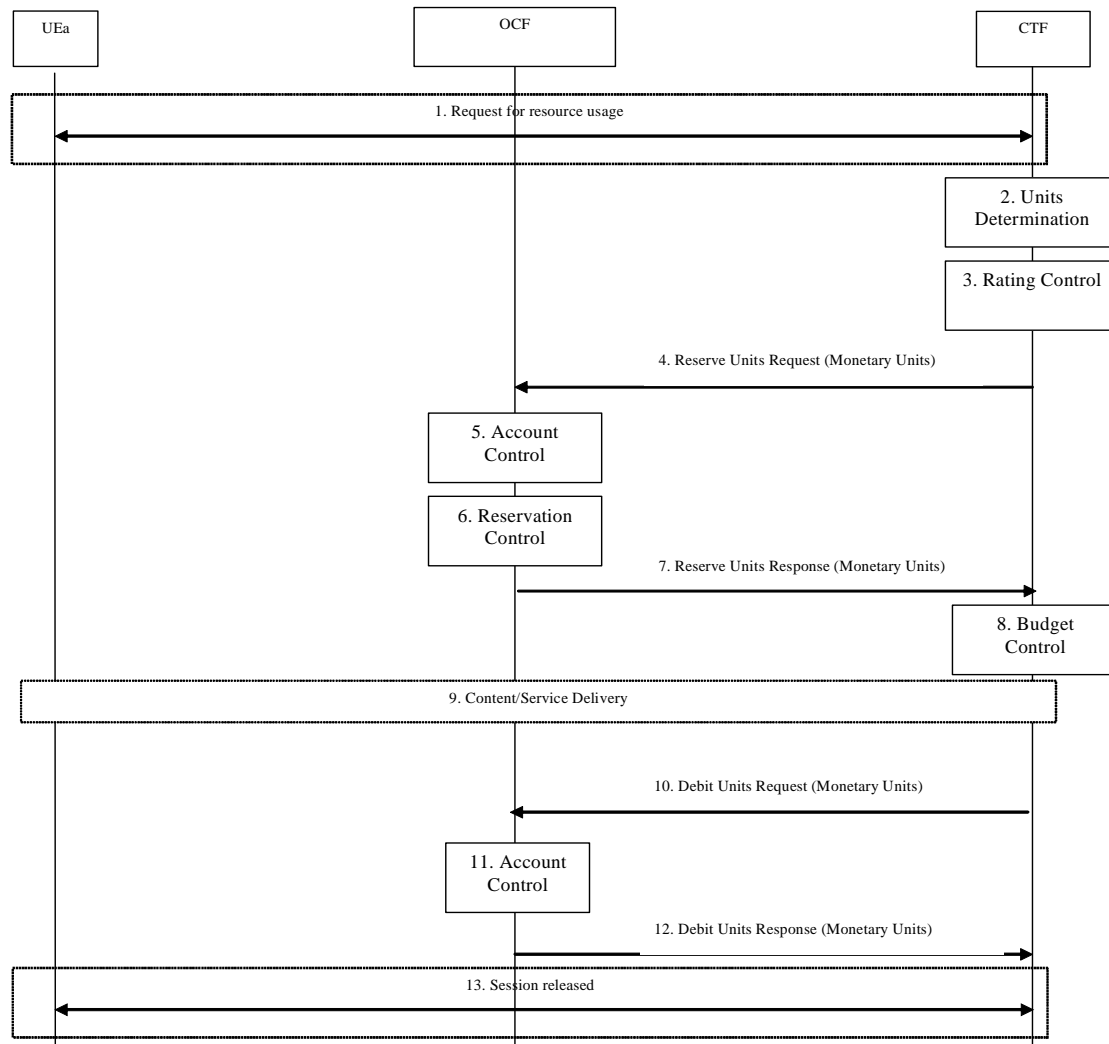 UEa
OCF
CTF
1. Request for resource usage
2. Units
Determination
3. Rating Control
4. Reserve Units Request (Monetary Units)
5. Account
Control
6. Reservation
Control
7. Reserve Units Response (Monetary Units)
8. Budget
Control
9. Content/Service Delivery
10. Debit Units Request (Monetary Units)
11. Account
Control
12. Debit Units Response (Monetary Units)
13. Session released